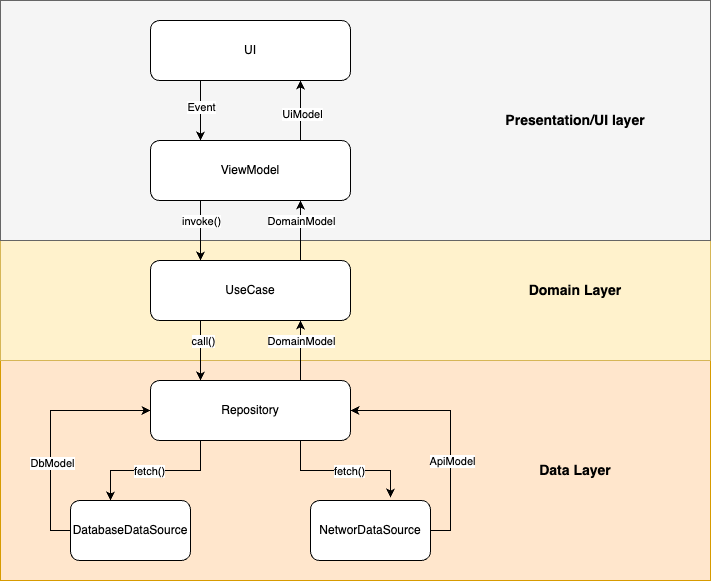 UI
Event
UiModel
Presentation/UI layer
ViewModel
invoke()
DomainModel
UseCase
Domain Layer
call()
DomainModel
Repository
DbModel
fetch()
fetch()
ApiModel
Data Layer
DatabaseDataSource
NetworDataSource